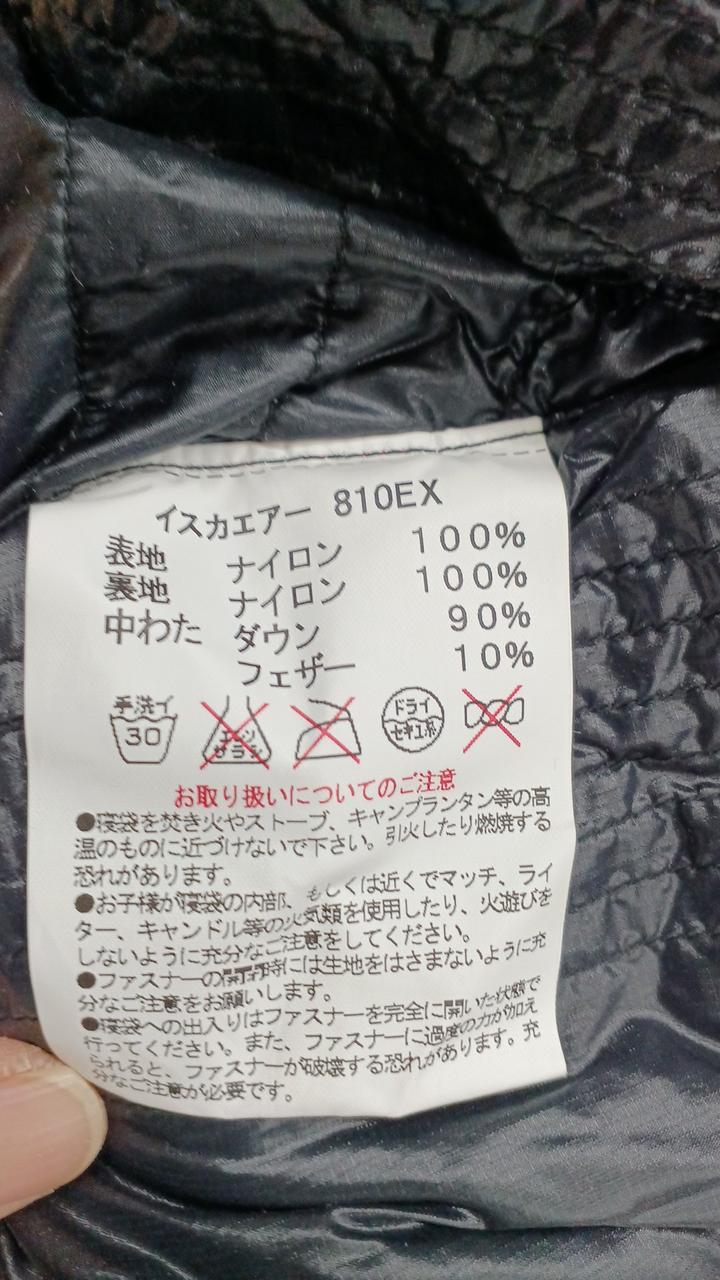 イスカエアー 810EX
表地 ナイロン 100%
裏地 ナイロン 100%
中わた ダウン 90%
フェザー 10%
手洗イ 30 エンソサラシ ドライ セキユ系
お取り扱いについてのご注意
●寝袋を焚き火やストーブ、キャンプランタン等の高
温のものに近づけないで下さい。引火したり燃焼する
恐れがあります。
●お子様が寝袋の内部、もしくは近くでマッチ、ライ
ター、キャンドル等の火気類を使用したり、火遊びを
しないように充分なご注意をしてください。
●ファスナーの開閉時には生地をはさまないように充
分なご注意をお願いします。
●寝袋への出入りはファスナーを完全に開いた状態で
行ってください。また、ファスナーに過度の力が加え
られると、ファスナーが破壊する恐れがあります。充
分なご注意が必要です。